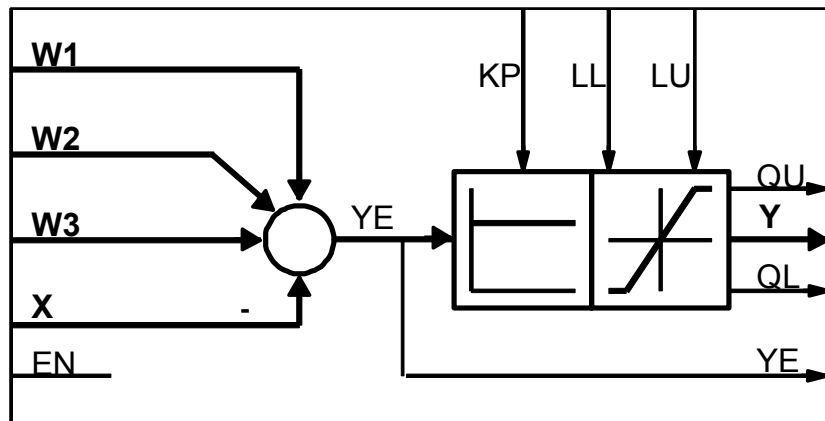 W1
KP LL LU
W2
QU
W3 YE Y
X -
QL
EN YE